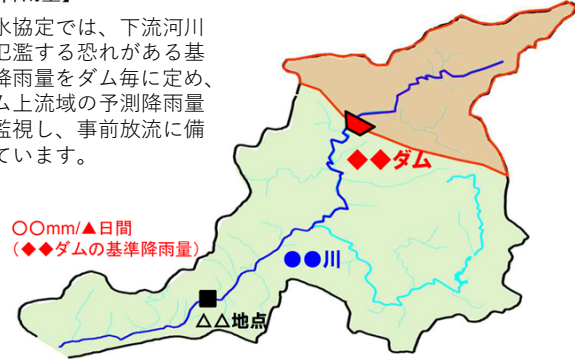 水協定では、下流河川
氾濫する恐れがある基
降雨量をダム毎に定め、
ム上流域の予測降雨量
監視し、事前放流に備
ています。
◆◆ダム
〇〇mm/▲日間
(◆◆ダムの基準降雨量)
●●川
△△地点